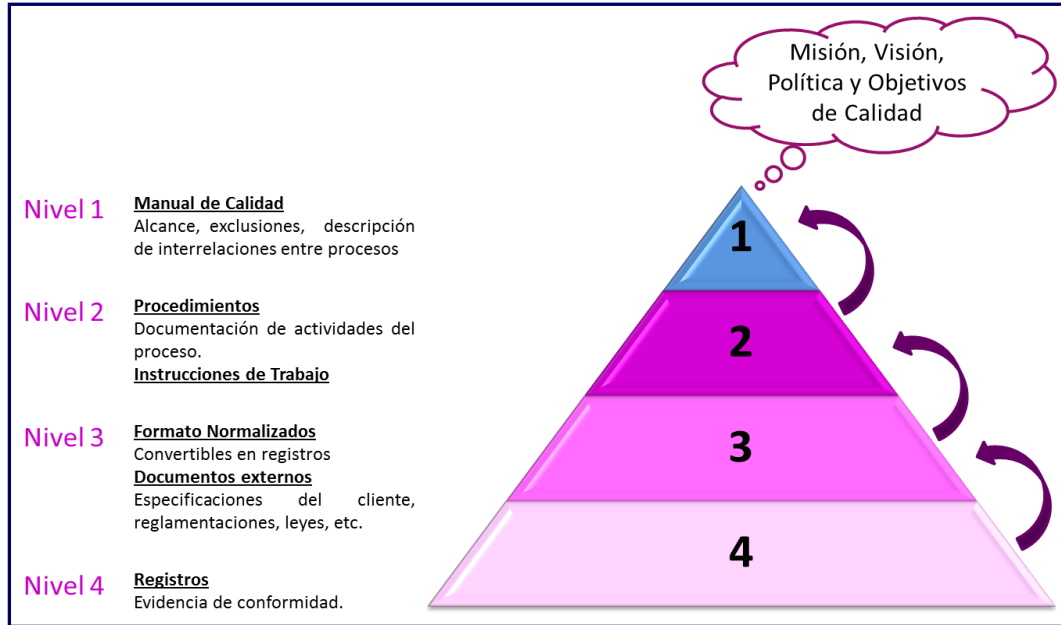 Misión, Visión,
Política y Objetivos
de Calidad
Nivel 1
Manual de Calidad
Alcance, exclusiones, descripción
de interrelaciones entre procesos
1
Nivel 2
Procedimientos
Documentación de actividades del
proceso.
Instrucciones de Trabajo
2
Nivel 3
Formato Normalizados
Convertibles en registros
Documentos externos
Especificaciones del cliente,
reglamentaciones, leyes, etc.
3
Nivel 4
Registros
Evidencia de conformidad.
4